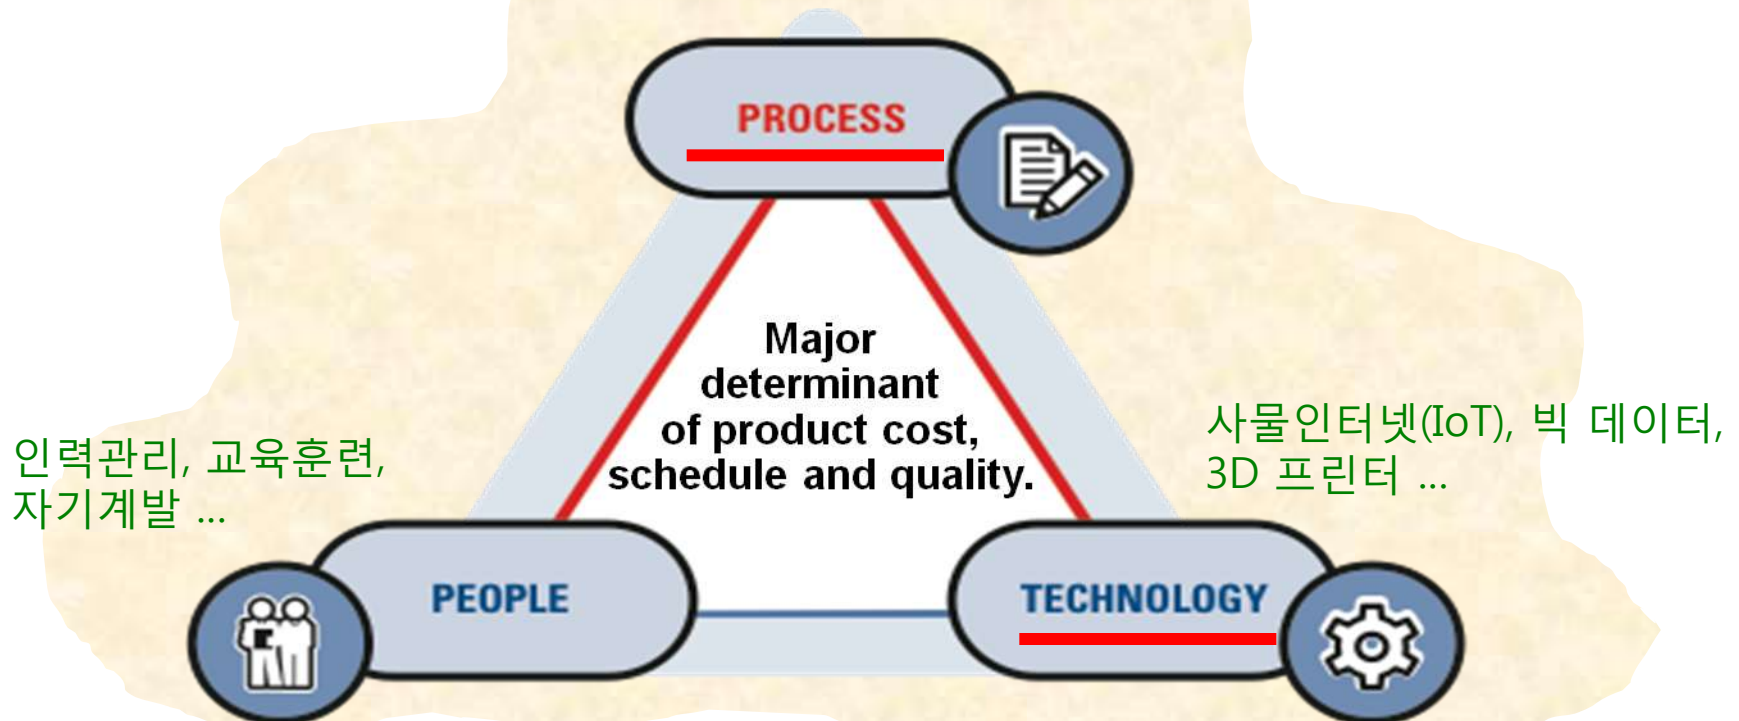 PROCESS
Major
determinant
of product cost,
schedule and quality.
인력관리, 교육훈련,
자기계발 ...
사물인터넷(IoT), 빅 데이터,
3D 프린터 ...
PEOPLE
TECHNOLOGY